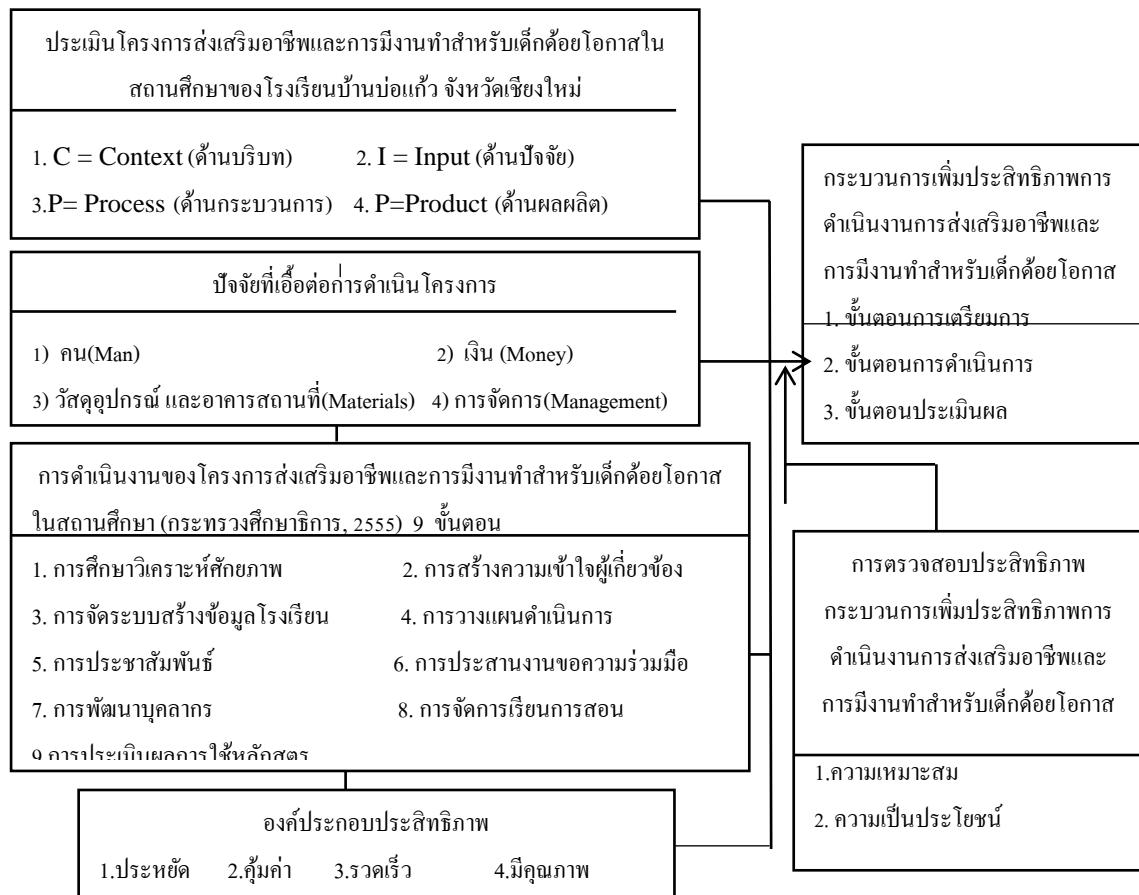 ประเมินโครงการส่งเสริมอาชีพและการมีงานทำสำหรับเด็กด้อยโอกาสใน
สถานศึกษาของโรงเรียนบ้านบ่อแก้ว จังหวัดเชียงใหม่
1. C = Context (ด้านบริบท) 2. I = Input (ด้านปัจจัย)
3.P= Process (ด้านกระบวนการ) 4. P=Product (ด้านผลผลิต)
ปัจจัยที่เอื้อต่อก่ารดำเนินโครงการ
1) คน(Man) 2) เงิน (Money)
3) วัสดุอุปกรณ์ และอาคารสถานที่(Materials) 4) การจัดการ(Management)
การดำเนินงานของโครงการส่งเสริมอาชีพและการมีงานทำสำหรับเด็กด้อยโอกาส
ในสถานศึกษา (กระทรวงศึกษาธิการ, 2555) 9 ขั้นตอน
1. การศึกษาวิเคราะห์ศักยภาพ 2. การสร้างความเข้าใจผู้เกี่ยวข้อง
3. การจัดระบบสร้างข้อมูลโรงเรียน 4. การวางแผนดำเนินการ
5. การประชาสัมพันธ์ 6. การประสานงานขอความร่วมมือ
7. การพัฒนาบุคลากร 8. การจัดการเรียนการสอน
9 การประเมินผลการใช้หลักสูตร
องค์ประกอบประสิทธิภาพ
1.ประหยัด 2.คุ้มค่า 3.รวดเร็ว 4.มีคุณภาพ
กระบวนการเพิ่มประสิทธิภาพการ
ดำเนินงานการส่งเสริมอาชีพและ
การมีงานทำสำหรับเด็กด้อยโอกาส
1. ขั้นตอนการเตรียมการ
2. ขั้นตอนการดำเนินการ
3. ขั้นตอนประเมินผล
การตรวจสอบประสิทธิภาพ
กระบวนการเพิ่มประสิทธิภาพการ
ดำเนินงานการส่งเสริมอาชีพและ
การมีงานทำสำหรับเด็กด้อยโอกาส
1.ความเหมาะสม
2. ความเป็นประโยชน์